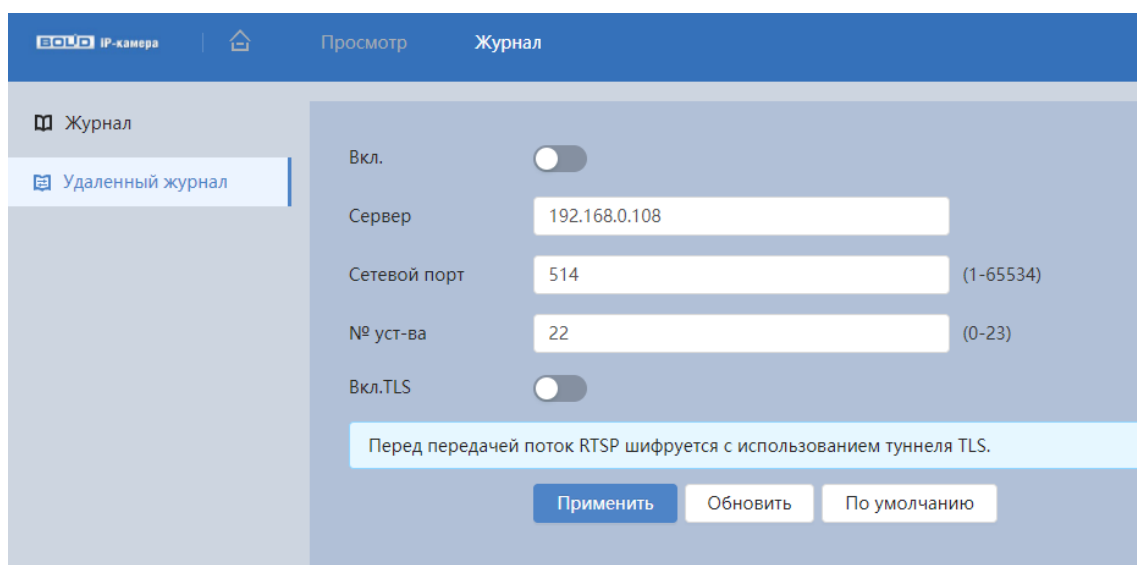 BOLID IP-камера
Просмотр
Журнал
Журнал
Удаленный журнал
Вкл.
Сервер 192.168.0.108
Сетевой порт 514 (1-65534)
№ уст-ва 22 (0-23)
Вкл.TLS
Перед передачей поток RTSP шифруется с использованием туннеля TLS.
Применить Обновить По умолчанию